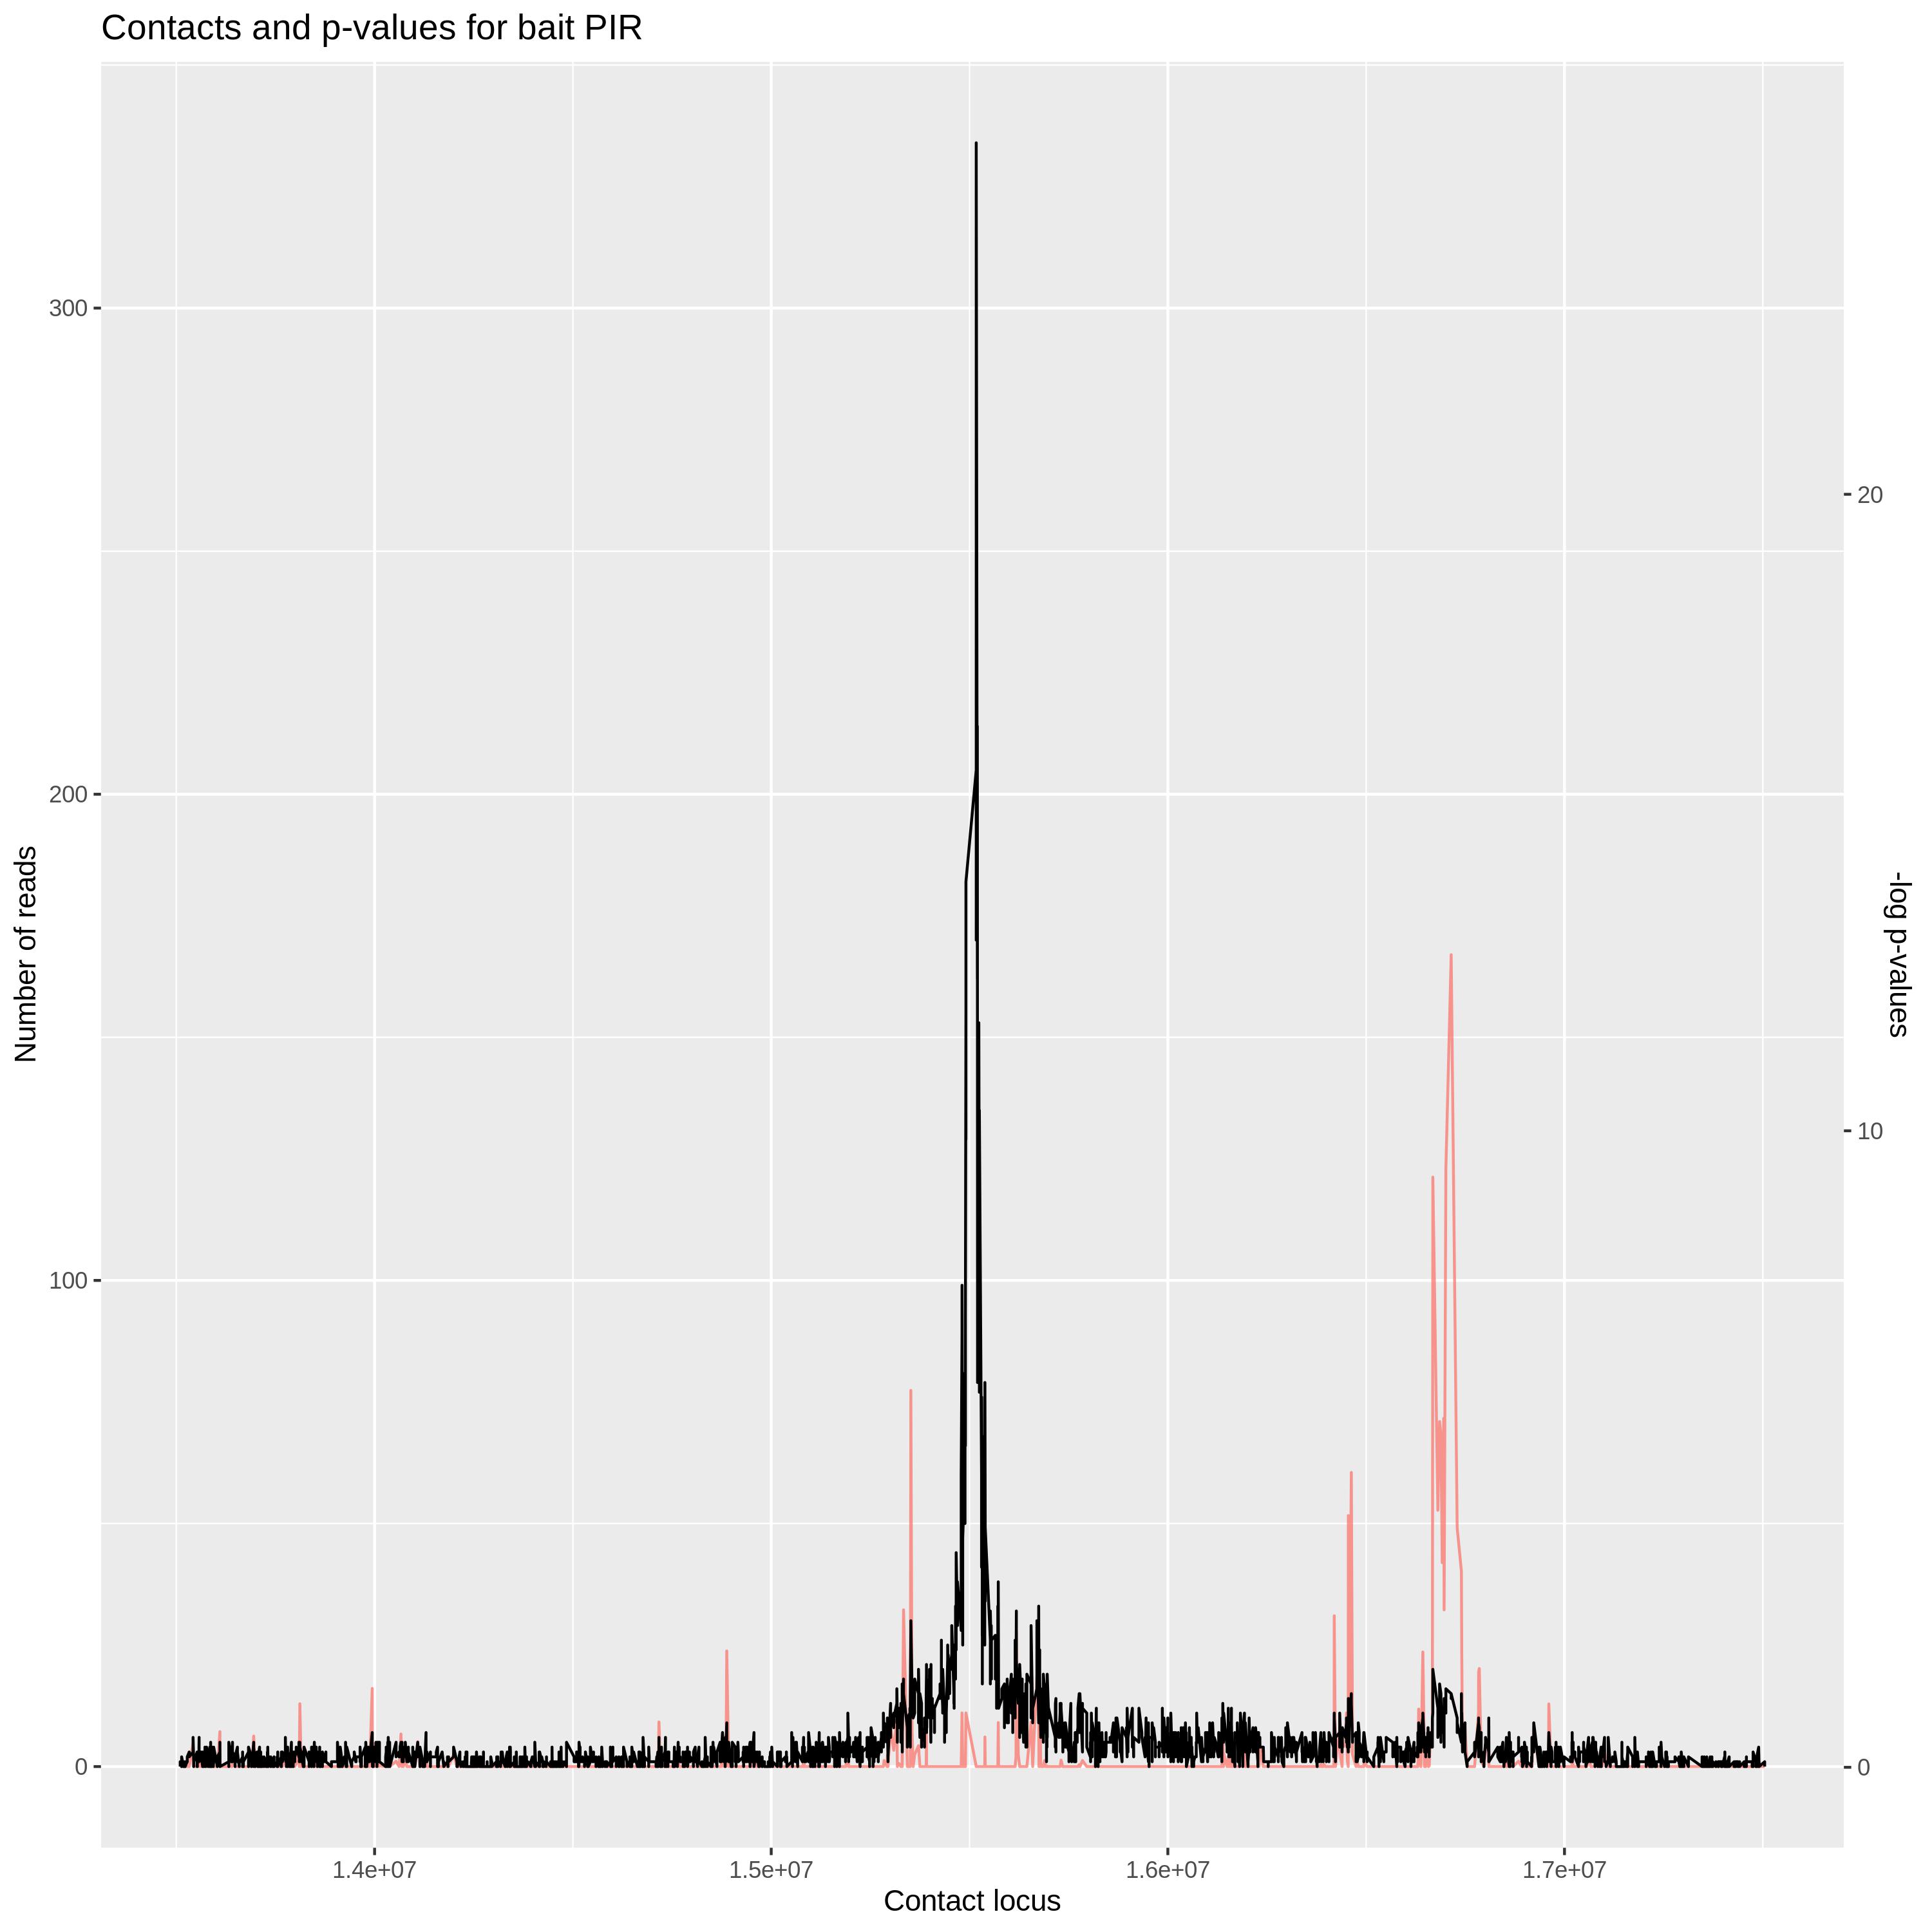 Contacts and p-values for bait PIR
Number of reads
300
200
100
0
20
10
0
-log p-values
1.4e+07
1.5e+07
1.6e+07
1.7e+07
Contact locus